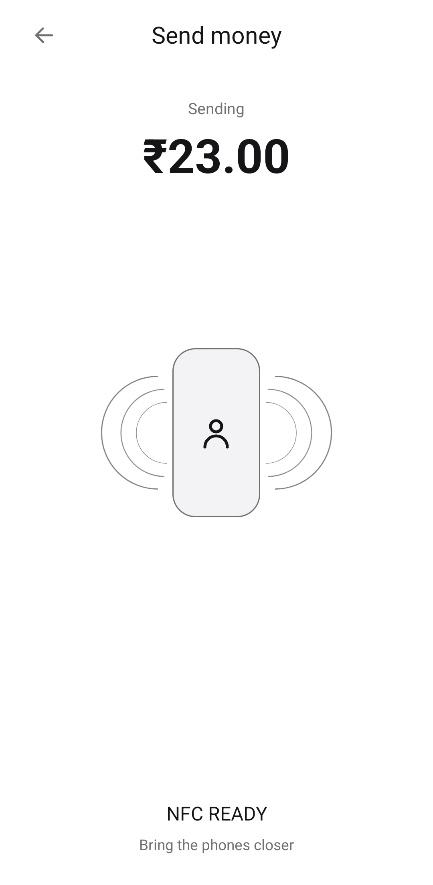 Send money
Sending
₹23.00
NFC READY
Bring the phones closer